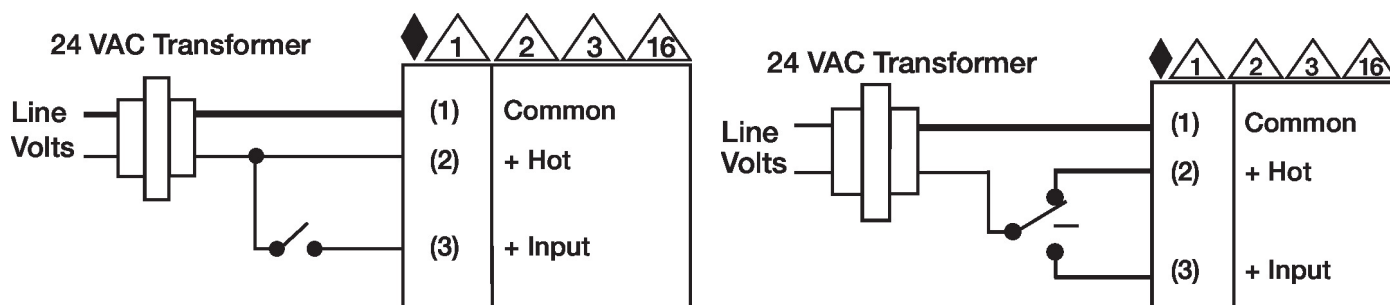 24 VAC Transformer
1 2 3 16
Line
Volts
(1) Common
(2) + Hot
(3) + Input
24 VAC Transformer
1 2 3 16
Line
Volts
(1) Common
(2) + Hot
(3) + Input